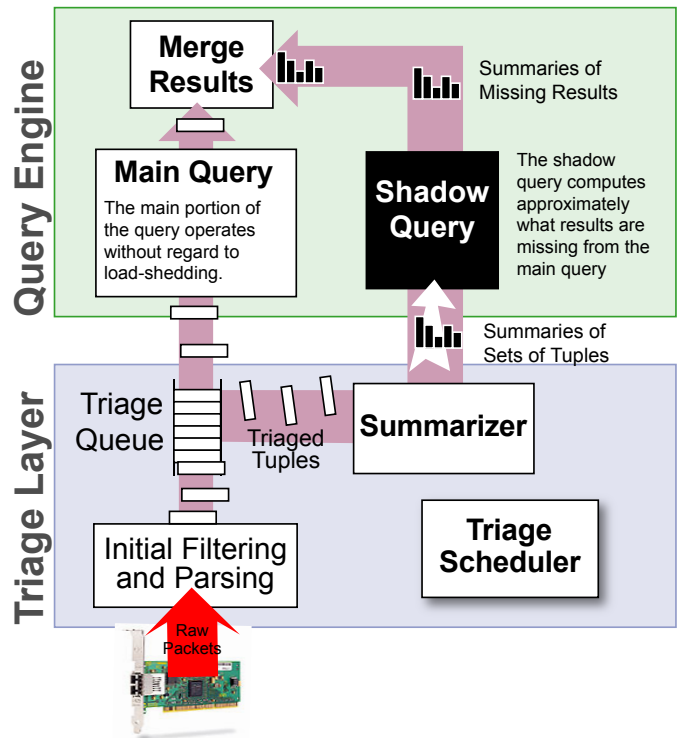 Query Engine
Merge
Results
Summaries of
Missing Results
Main Query
The main portion of
the query operates
without regard to
load-shedding.
Shadow
Query
The shadow
query computes
approximately
what results are
missing from the
main query
Summaries of
Sets of Tuples
Triage Layer
Triage
Queue
Triaged
Tuples
Summarizer
Initial Filtering
and Parsing
Triage
Scheduler
Raw
Packets